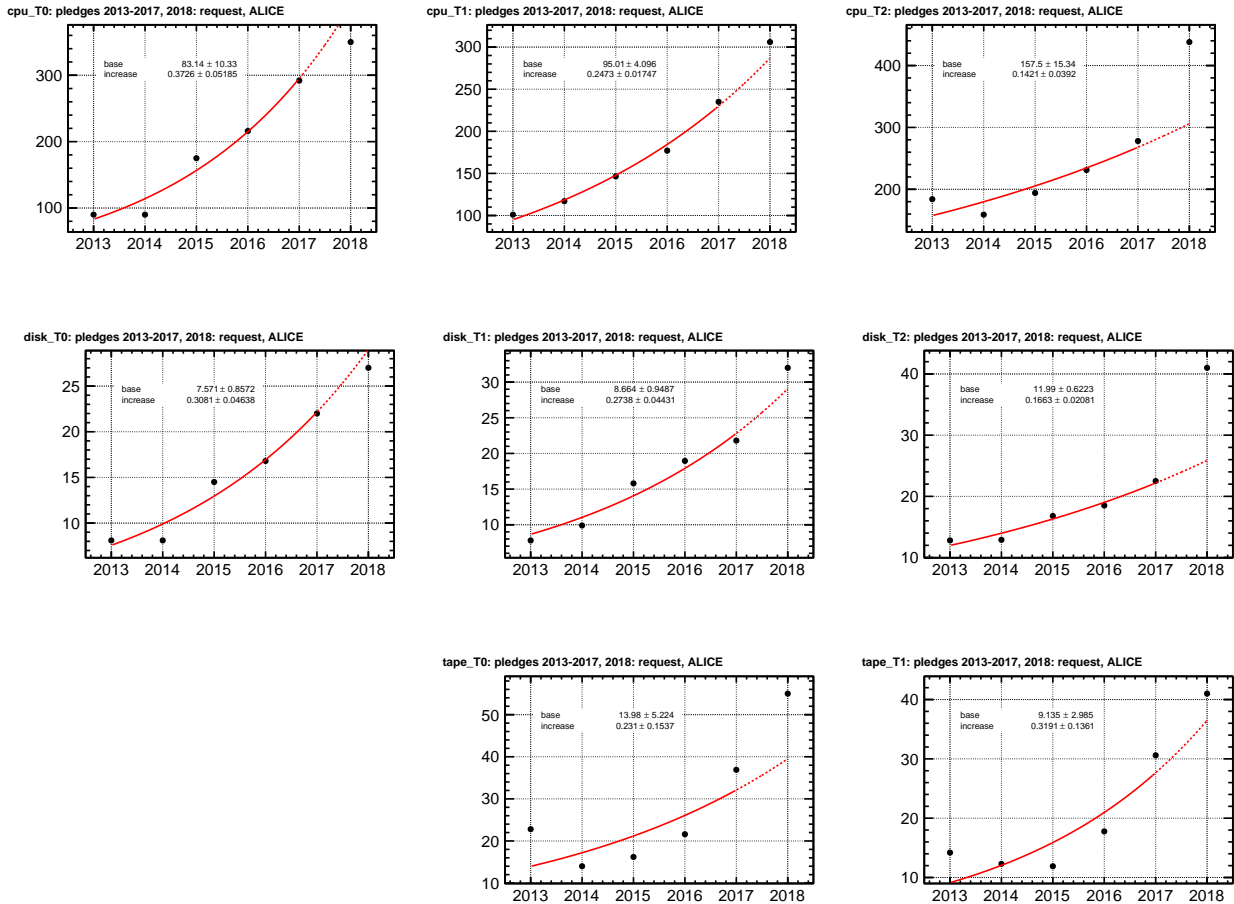 cpu_T0: pledges 2013-2017, 2018: request, ALICE
base 83.14 ± 10.33
increase 0.3726 ± 0.05185
300
200
100
2013 2014 2015 2016 2017 2018
cpu_T1: pledges 2013-2017, 2018: request, ALICE
base 95.01 ± 4.096
increase 0.2473 ± 0.01747
300
250
200
150
100
2013 2014 2015 2016 2017 2018
cpu_T2: pledges 2013-2017, 2018: request, ALICE
base 157.5 ± 15.34
increase 0.1421 ± 0.0392
400
300
200
2013 2014 2015 2016 2017 2018
disk_T0: pledges 2013-2017, 2018: request, ALICE
base 7.571 ± 0.8572
increase 0.3081 ± 0.04638
25
20
15
10
2013 2014 2015 2016 2017 2018
disk_T1: pledges 2013-2017, 2018: request, ALICE
base 8.664 ± 0.9487
increase 0.2738 ± 0.04431
30
25
20
15
10
2013 2014 2015 2016 2017 2018
disk_T2: pledges 2013-2017, 2018: request, ALICE
base 11.99 ± 0.6223
increase 0.1663 ± 0.02081
40
30
20
10
2013 2014 2015 2016 2017 2018
tape_T0: pledges 2013-2017, 2018: request, ALICE
base 13.98 ± 5.224
increase 0.231 ± 0.1537
50
40
30
20
10
2013 2014 2015 2016 2017 2018
tape_T1: pledges 2013-2017, 2018: request, ALICE
base 9.135 ± 2.985
increase 0.3191 ± 0.1361
40
30
20
10
2013 2014 2015 2016 2017 2018